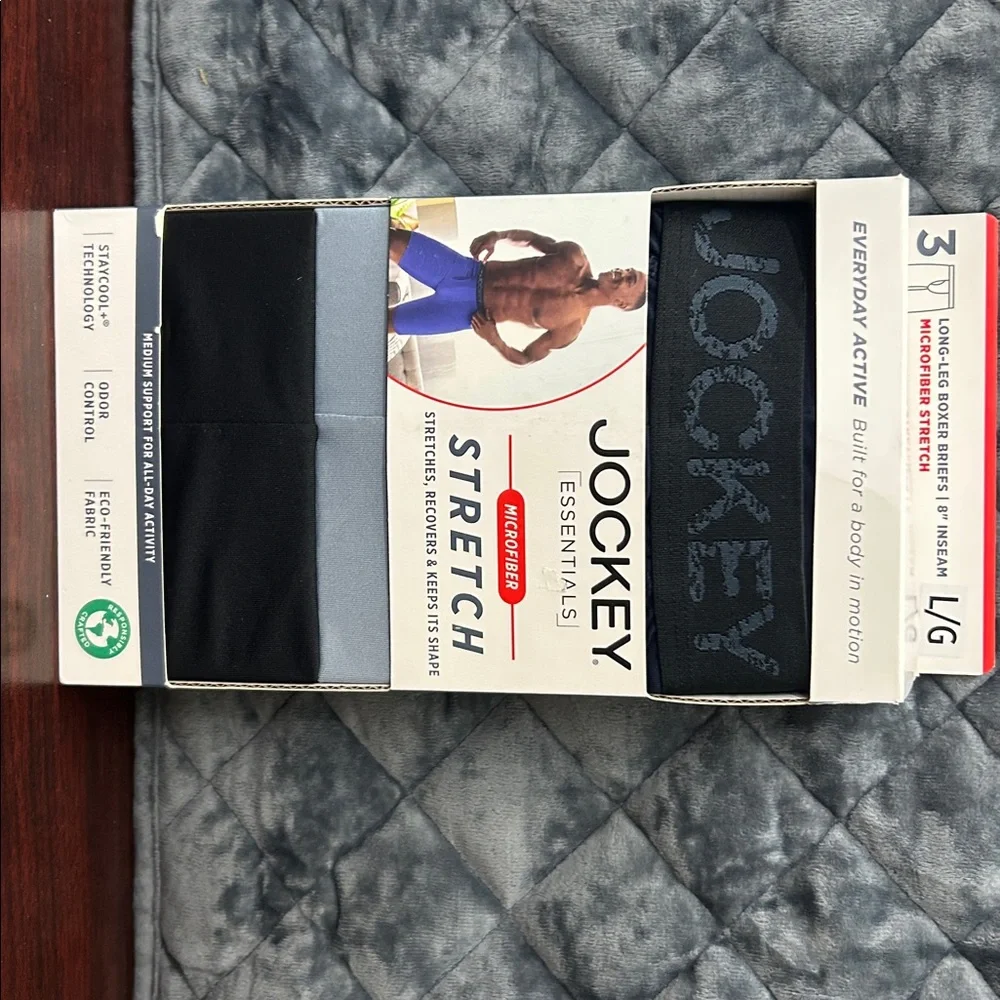 3
LONG-LEG BOXER BRIEFS | 8" INSEAM
MICROFIBER STRETCH
L/G
EVERYDAY ACTIVE Built for a body in motion
JOCKEY
JOCKEY®
ESSENTIALS
MICROFIBER
STRETCH
STRETCHES, RECOVERS & KEEPS ITS SHAPE
MEDIUM SUPPORT FOR ALL-DAY ACTIVITY
STAYCOOL+®
TECHNOLOGY
ODOR
CONTROL
ECO-FRIENDLY
FABRIC
RESPONSIBLY
CRAFTED